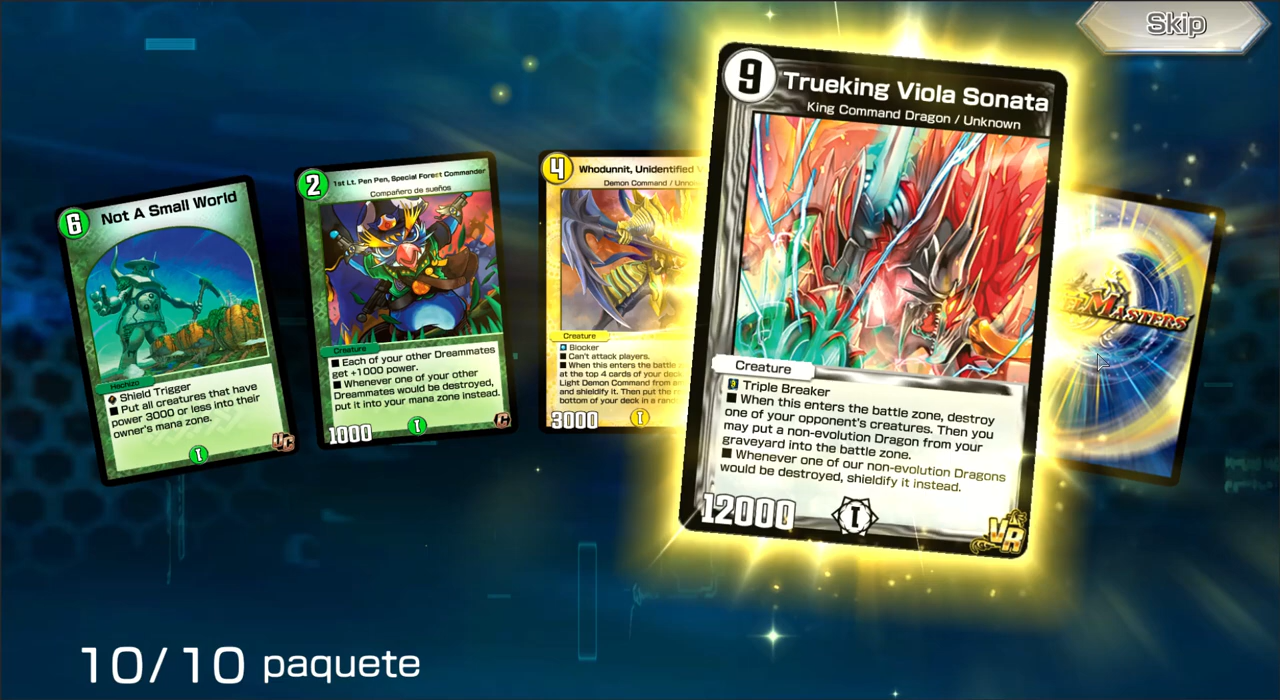 Skip
6
Not A Small World
Hechizo
Shield Trigger
■ Put all creatures that have
power 3000 or less into their
owner's mana zone.
I
UC
2
1st Lt. Pen Pen, Special Forest Commander
Compañero de sueños
Creature
■ Each of your other Dreammates
get +1000 power.
■ Whenever one of your other
Dreammates would be destroyed,
put it into your mana zone instead.
1000
I
C
4
Whodunnit, Unidentified
Demon Command /
Creature
Blocker
■ Can't attack players.
■ When this enters the battle
at the top 4 cards of your
Light Demon Command from
and shieldify it. Then put the
bottom of your deck in a
3000
I
9
Trueking Viola Sonata
King Command Dragon / Unknown
Creature
Triple Breaker
■ When this enters the battle zone, destroy
one of your opponent's creatures. Then you
may put a non-evolution Dragon from your
graveyard into the battle zone.
■ Whenever one of our non-evolution Dragons
would be destroyed, shieldify it instead.
12000
I
VR
MASTERS
10/10 paquete